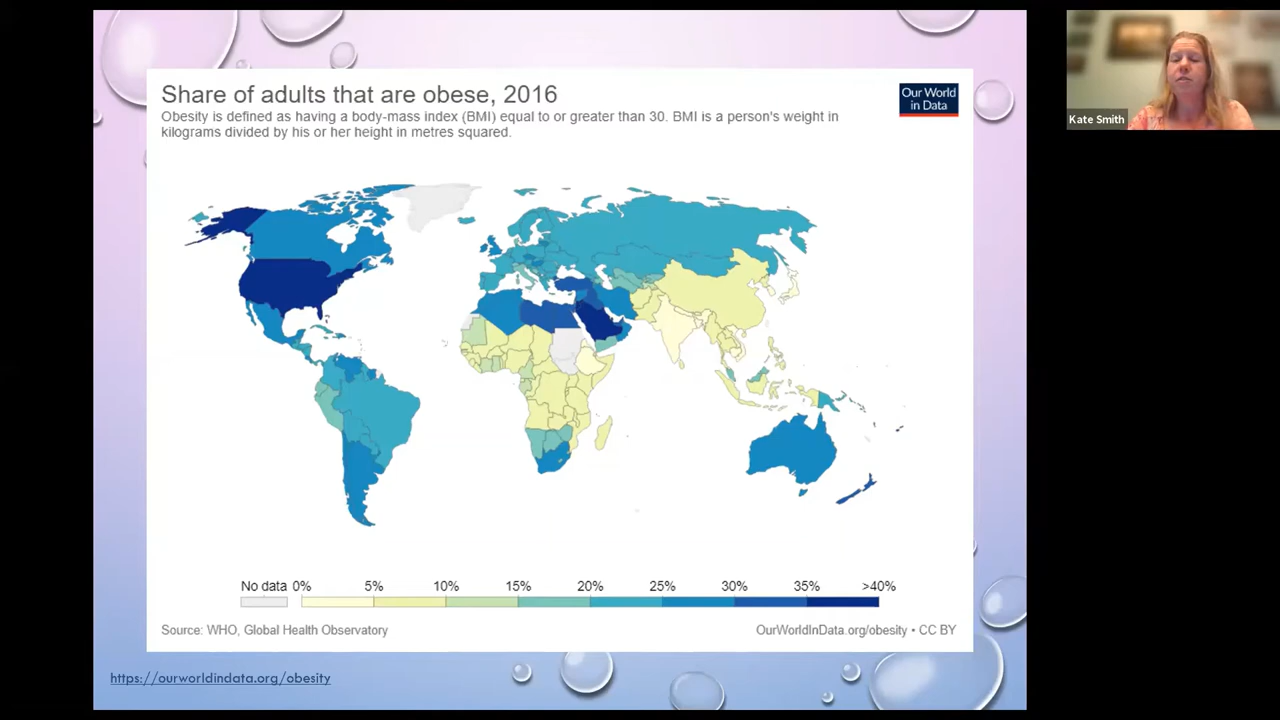 Share of adults that are obese, 2016
Obesity is defined as having a body-mass index (BMI) equal to or greater than 30. BMI is a person's weight in
kilograms divided by his or her height in metres squared.
Our World
in Data
Kate Smith
No data 0% 5% 10% 15% 20% 25% 30% 35% >40%
Source: WHO, Global Health Observatory
OurWorldInData.org/obesity • CC BY
https://ourworldindata.org/obesity